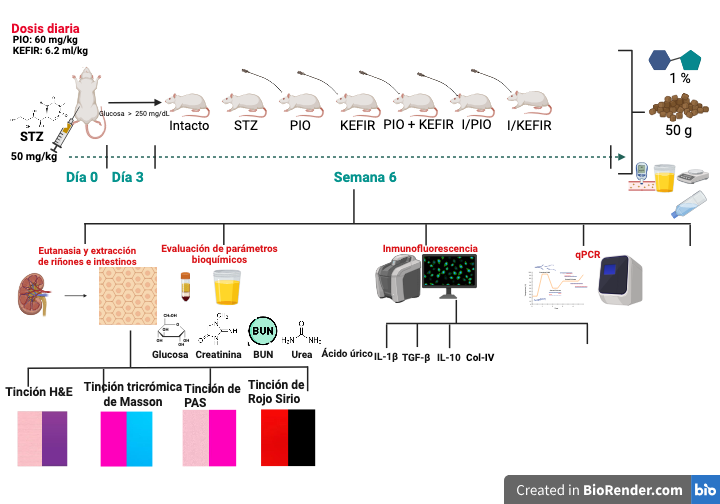 Dosis diaria
PIO: 60 mg/kg
KEFIR: 6.2 ml/kg
STZ
50 mg/kg
Glucosa > 250 mg/dL
Intacto
STZ
PIO
KEFIR
PIO + KEFIR
I/PIO
I/KEFIR
1 %
50 g
Día 0
Día 3
Semana 6
Eutanasia y extracción
de riñones e intestinos
Evaluación de parámetros
bioquímicos
Inmunofluorescencia
qPCR
BUN
Glucosa
Creatinina
BUN
Urea
Ácido úrico
IL-1β
TGF-β
IL-10
Col-IV
Tinción H&E
Tinción tricrómica
de Masson
Tinción de
PAS
Tinción de
Rojo Sirio
Created in BioRender.com
bio